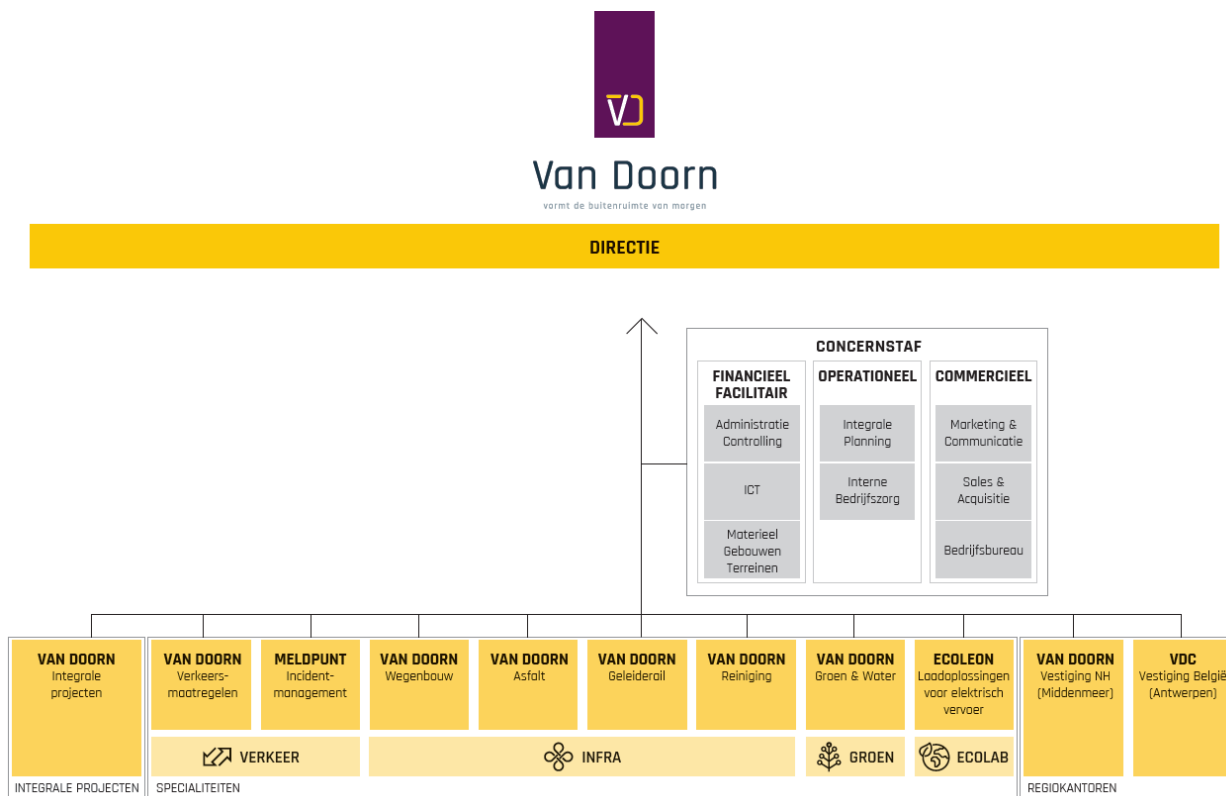 VD
Van Doorn
vormt de buitenruimte van morgen
DIRECTIE
CONCERNSTAF
FINANCIEEL
FACILITAIR
Administratie
Controlling
ICT
Materieel
Gebouwen
Terreinen
OPERATIONEEL
Integrale
Planning
Interne
Bedrijfszorg
COMMERCIEEL
Marketing &
Communicatie
Sales &
Acquisitie
Bedrijfsbureau
VAN DOORN
Integrale
projecten
INTEGRALE PROJECTEN
VAN DOORN
Verkeers-
maatregelen
MELDPUNT
Incident-
management
VERKEER
VAN DOORN
Wegenbouw
VAN DOORN
Asfalt
VAN DOORN
Geleiderail
VAN DOORN
Reiniging
INFRA
VAN DOORN
Groen & Water
GROEN
ECOLEON
Laadoplossingen
voor elektrisch
vervoer
ECOLAB
SPECIALITEITEN
VAN DOORN
Vestiging NH
(Middenmeer)
VDC
Vestiging België
(Antwerpen)
REGIOKANTOREN